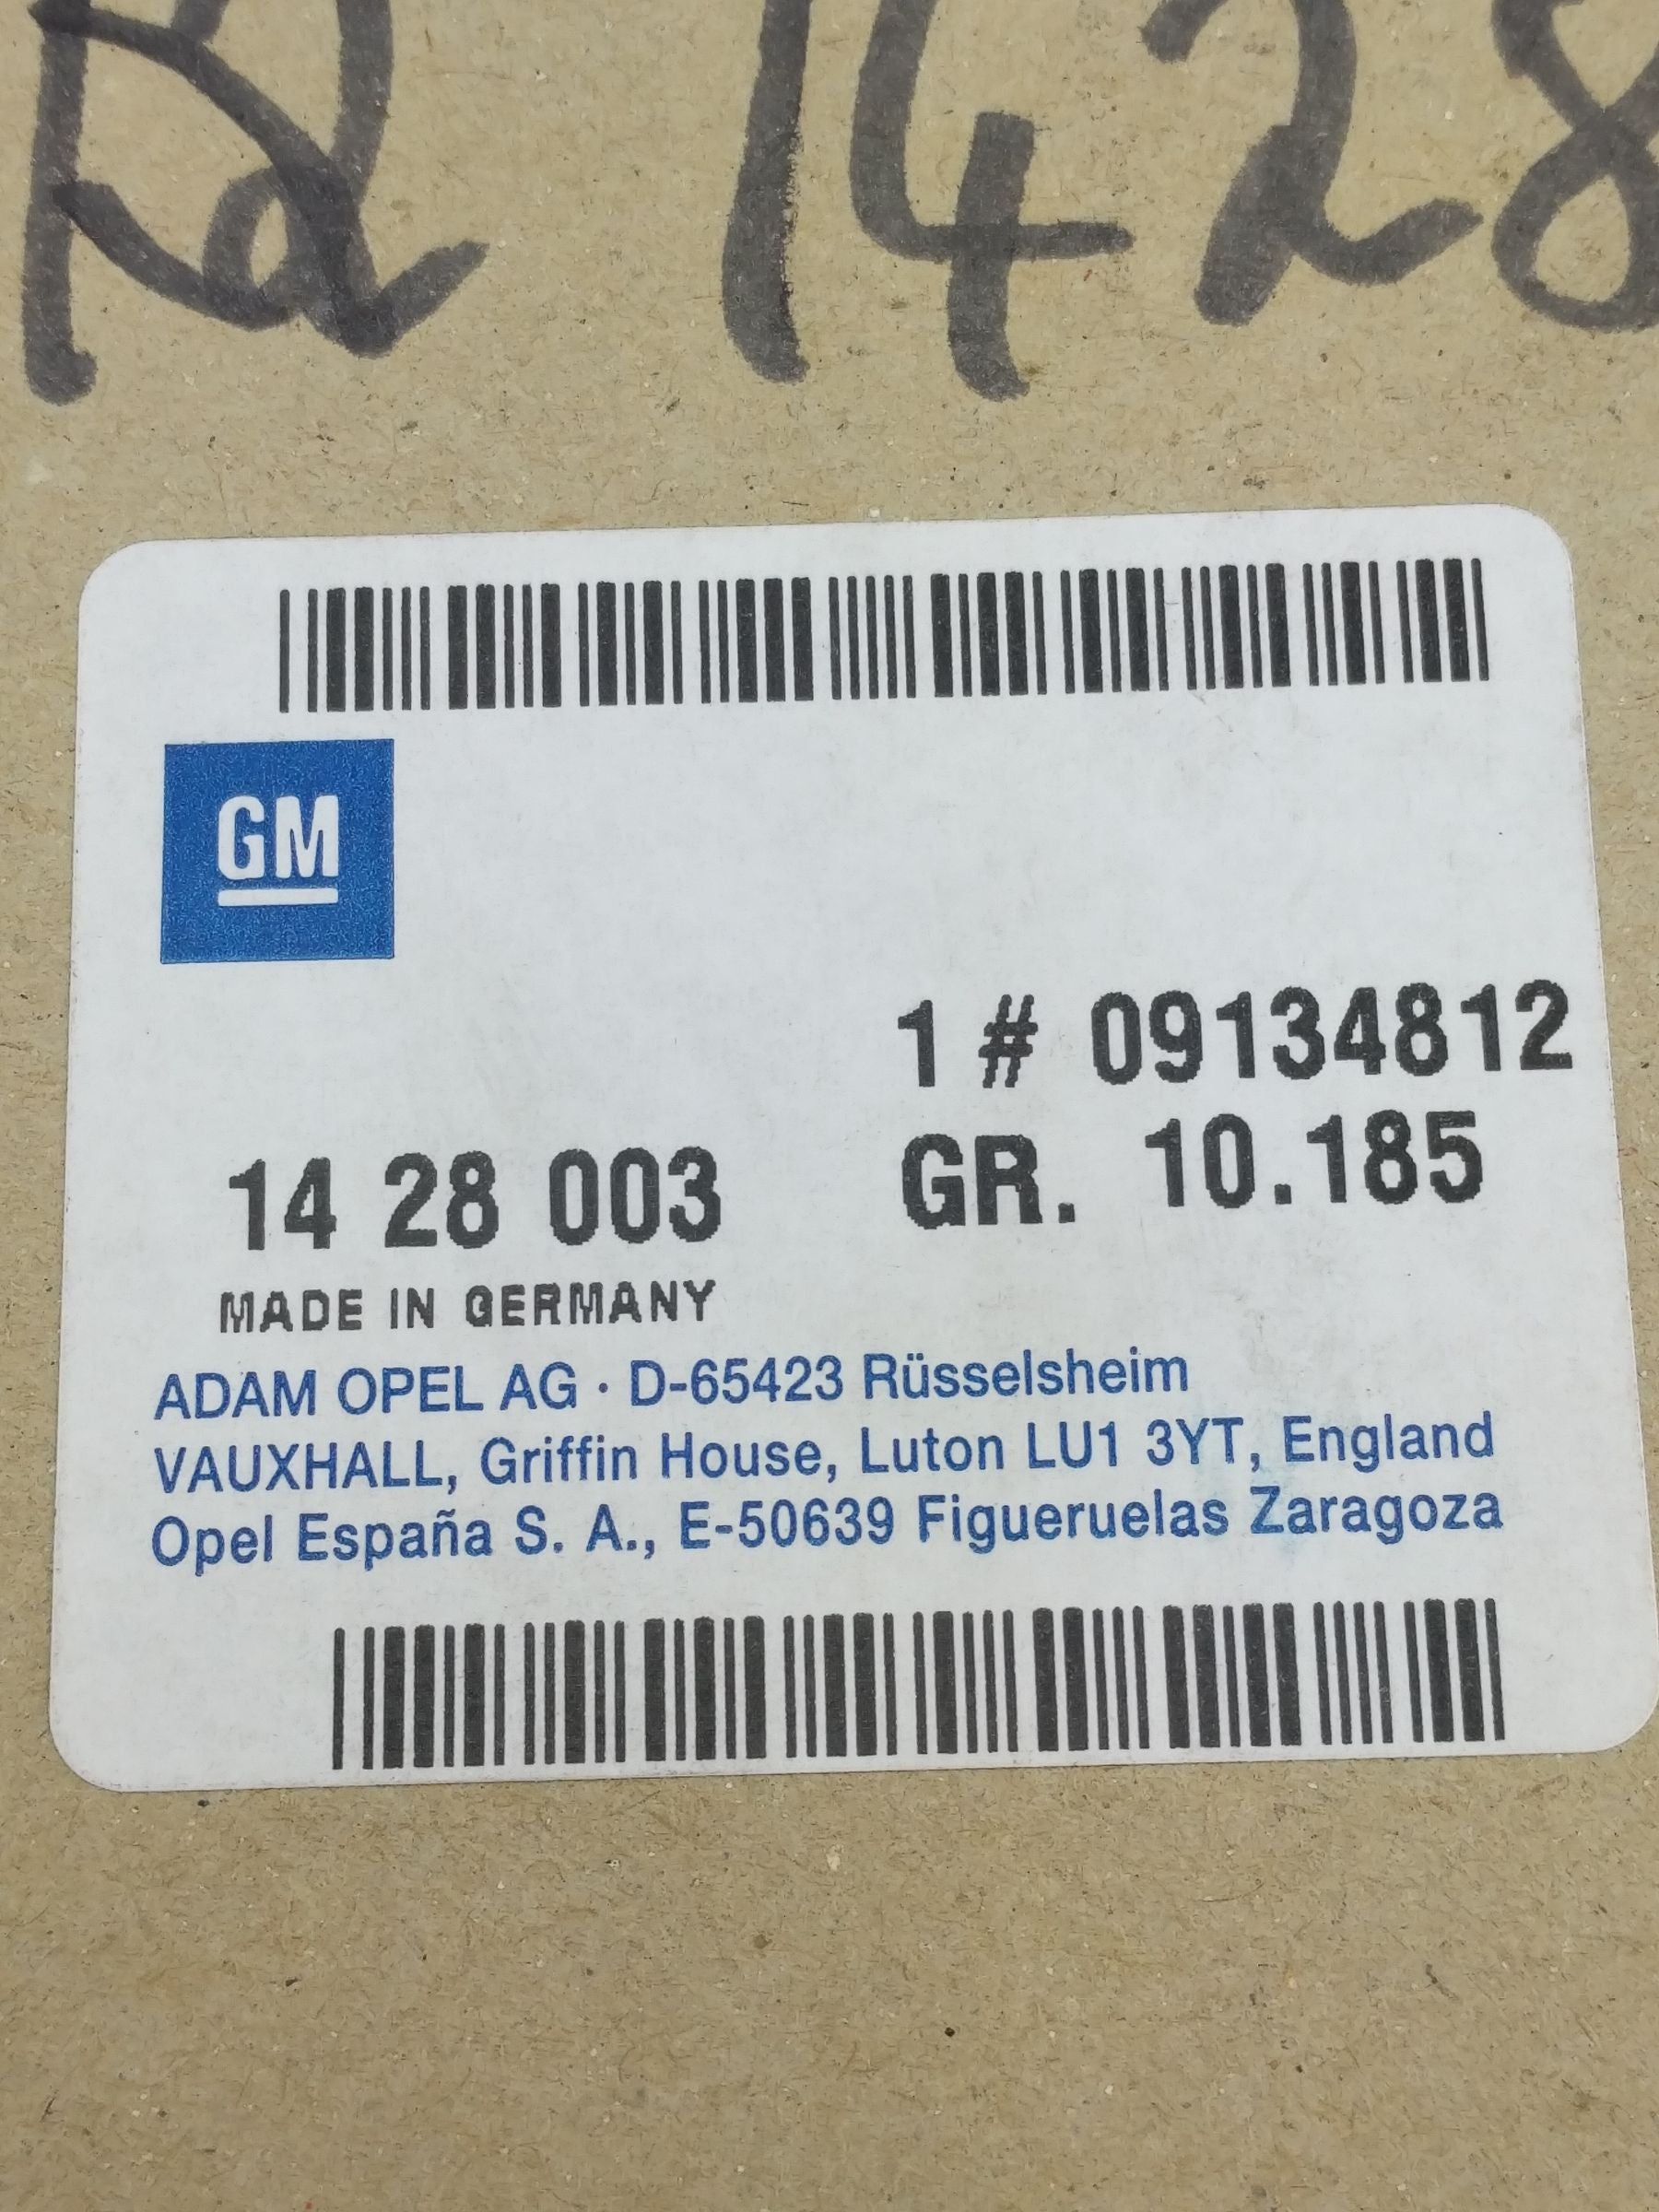 1428
GM
1 # 09134812
14 28 003 GR. 10.185
MADE IN GERMANY
ADAM OPEL AG · D-65423 Rüsselsheim
VAUXHALL, Griffin House, Luton LU1 3YT, England
Opel España S. A., E-50639 Figueruelas Zaragoza